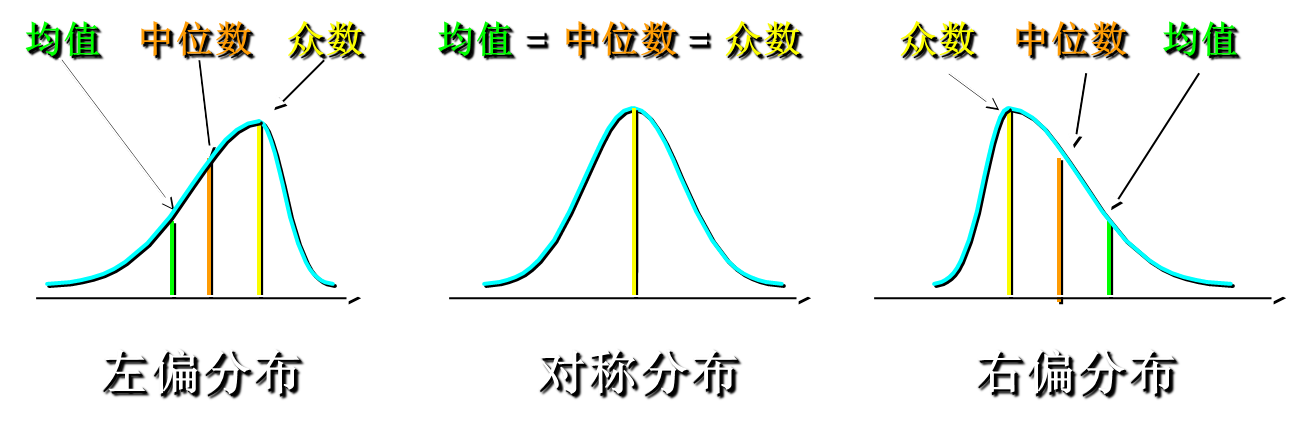 均值 中位数 众数
均值 = 中位数 = 众数
众数 中位数 均值
左偏分布
对称分布
右偏分布